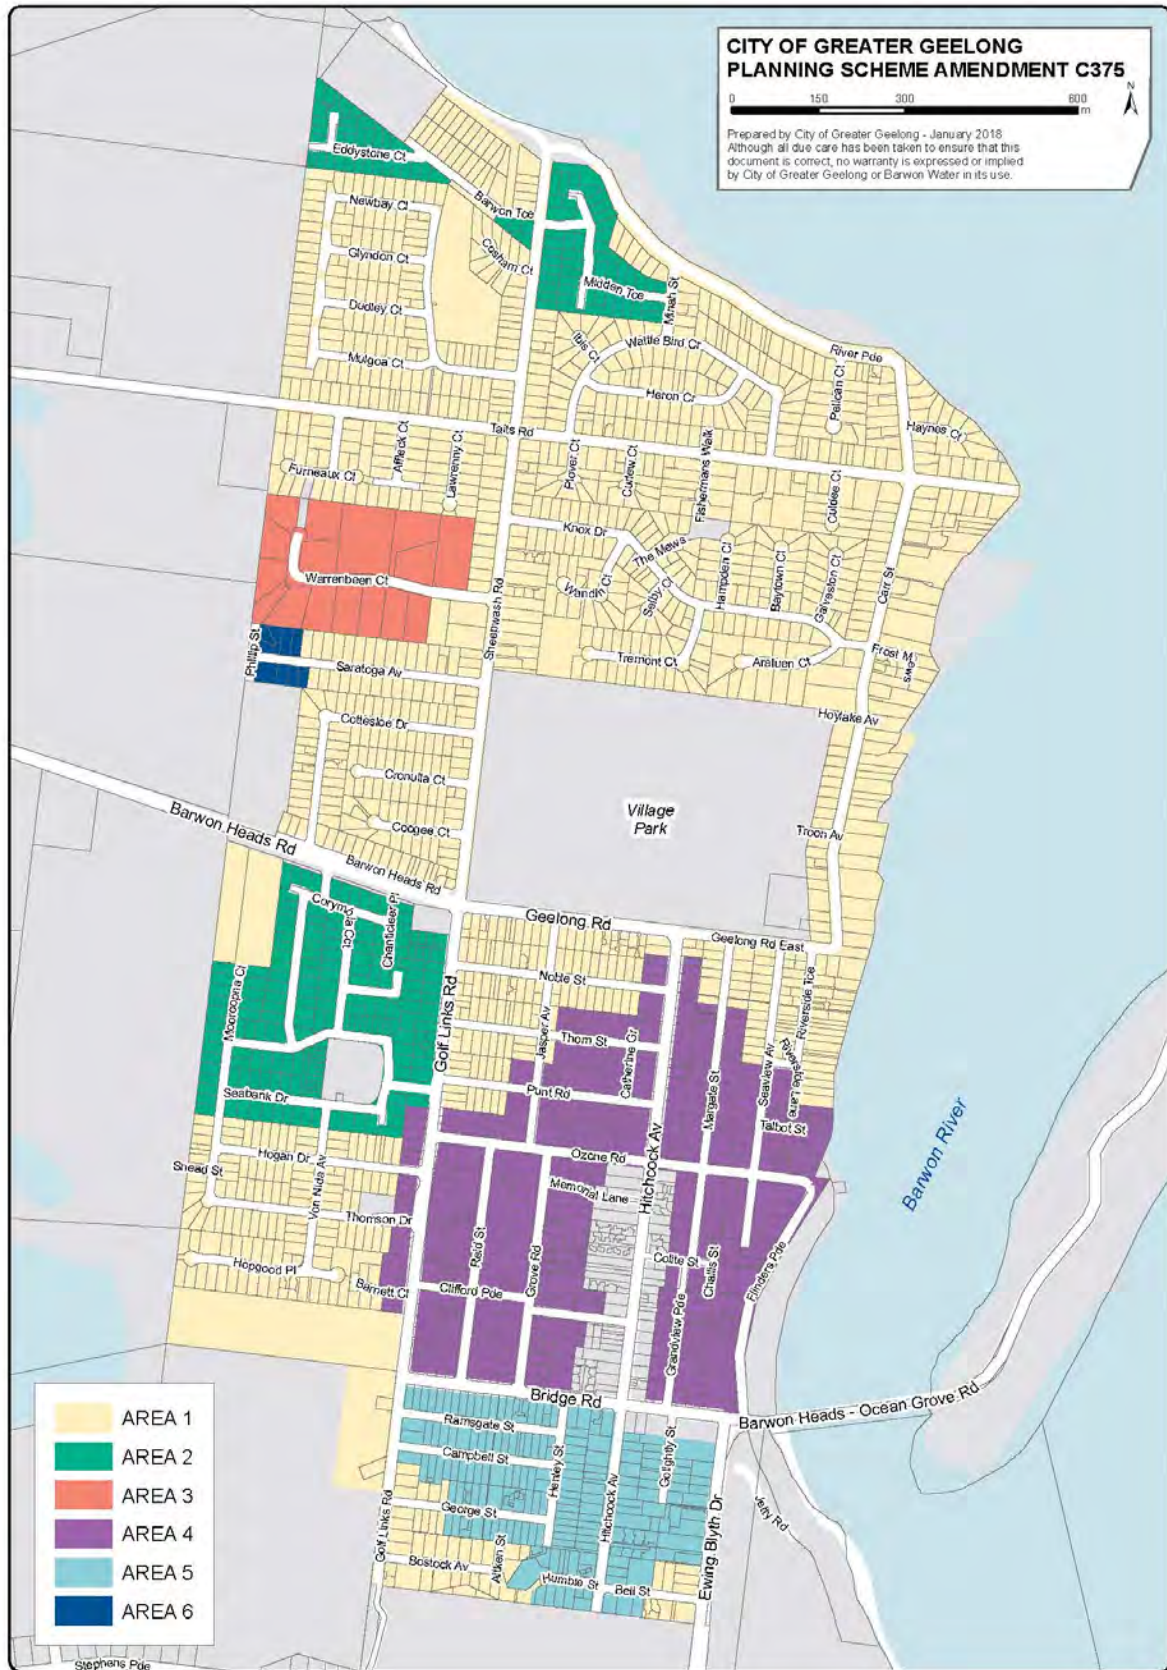 CITY OF GREATER GEELONG
PLANNING SCHEME AMENDMENT C375
0 150 300 600
m
N
Prepared by City of Greater Geelong - January 2018
Although all due care has been taken to ensure that this
document is correct, no warranty is expressed or implied
by City of Greater Geelong or Barwon Water in its use.
Eddystone Ct
Barwon Tce
Newbay Cl
Cosham Ct
Glyndon Ct
Midden Tce
Minah St
Dudley Ct
Ibis Ct
Wattle Bird Cr
River Pde
Mulgoa Ct
Heron Cr
Pelican Ct
Haynes Ct
Taits Rd
Affleck Ct
Lawrenny Ct
Plover Ct
Curlew Ct
Fishermans Walk
Furneaux Ct
Culdee Ct
Knox Dr
The Mews
Hampden Ct
Baytown Ct
Galveston Ct
Carr St
Warrenbeen Ct
Wandin Ct
Selby Ct
Sheepwash Rd
Phillip St
Saratoga Av
Tremont Ct
Araluen Ct
Frost Mews
Cottesloe Dr
Hoylake Av
Cronulla Ct
Village
Park
Coogee Ct
Troon Av
Barwon Heads Rd
Barwon Heads Rd
Corymbia Cct
Chanticleer Pl
Geelong Rd
Geelong Rd East
Noble St
Riverside Tce
Mooroopna Ct
Golf Links Rd
Jasper Av
Thom St
Catherine Gr
Margate St
Seaview Av
Riverside Lane
Seabank Dr
Punt Rd
Talbot St
Barwon River
Hogan Dr
Ozone Rd
Snead St
Von Nida Av
Memorial Lane
Hitchcock Av
Thomson Dr
Reid St
Grove Rd
Colite St
Challis St
Flinders Pde
Hopgood Pl
Barnett Ct
Clifford Pde
Grandview Pde
Bridge Rd
Barwon Heads - Ocean Grove Rd
AREA 1
AREA 2
AREA 3
AREA 4
AREA 5
AREA 6
Ramsgate St
Golightly St
Campbell St
Henley St
Hitchcock Av
Golf Links Rd
George St
Ewing Blyth Dr
Jetty Rd
Bostock Av
Aitken St
Humble St
Bell St
Stephens Pde